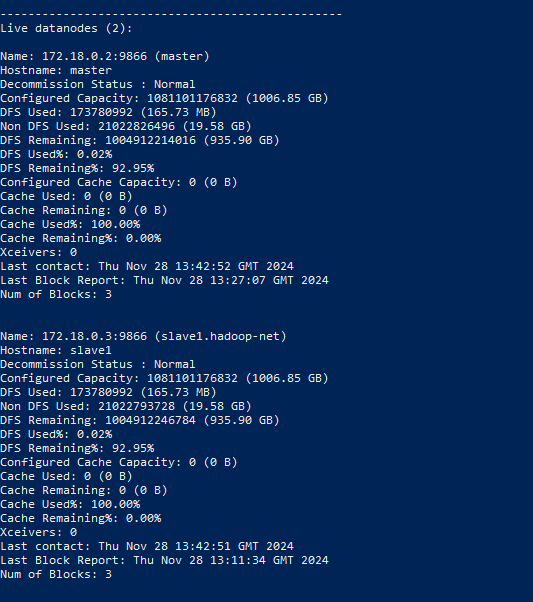 -------------------------------------------------
Live datanodes (2):
Name: 172.18.0.2:9866 (master)
Hostname: master
Decommission Status : Normal
Configured Capacity: 1081101176832 (1006.85 GB)
DFS Used: 173780992 (165.73 MB)
Non DFS Used: 21022826496 (19.58 GB)
DFS Remaining: 1004912214016 (935.90 GB)
DFS Used%: 0.02%
DFS Remaining%: 92.95%
Configured Cache Capacity: 0 (0 B)
Cache Used: 0 (0 B)
Cache Remaining: 0 (0 B)
Cache Used%: 100.00%
Cache Remaining%: 0.00%
Xceivers: 0
Last contact: Thu Nov 28 13:42:52 GMT 2024
Last Block Report: Thu Nov 28 13:27:07 GMT 2024
Num of Blocks: 3
Name: 172.18.0.3:9866 (slave1.hadoop-net)
Hostname: slave1
Decommission Status : Normal
Configured Capacity: 1081101176832 (1006.85 GB)
DFS Used: 173780992 (165.73 MB)
Non DFS Used: 21022793728 (19.58 GB)
DFS Remaining: 1004912246784 (935.90 GB)
DFS Used%: 0.02%
DFS Remaining%: 92.95%
Configured Cache Capacity: 0 (0 B)
Cache Used: 0 (0 B)
Cache Remaining: 0 (0 B)
Cache Used%: 100.00%
Cache Remaining%: 0.00%
Xceivers: 0
Last contact: Thu Nov 28 13:42:51 GMT 2024
Last Block Report: Thu Nov 28 13:11:34 GMT 2024
Num of Blocks: 3